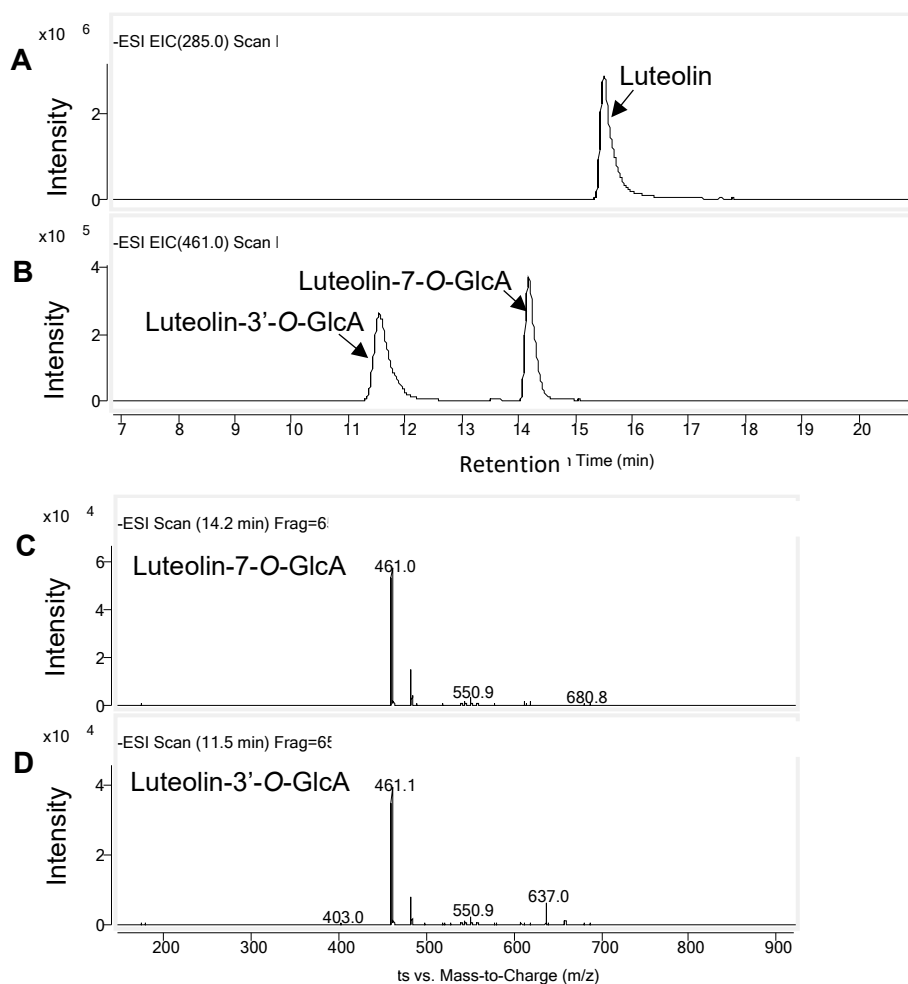 x10 6
-ESI EIC(285.0) Scan
A
Luteolin
2
Intensity
0
x10 5
-ESI EIC(461.0) Scan
B
4
Luteolin-7-O-GlcA
Luteolin-3’-O-GlcA
2
Intensity
0
7 8 9 10 11 12 13 14 15 16 17 18 19 20
Retention Time (min)
x10 4
-ESI Scan (14.2 min) Frag=6
C
Luteolin-7-O-GlcA
461.0
6
4
Intensity
2
550.9
680.8
0
x10 4
-ESI Scan (11.5 min) Frag=65
D
Luteolin-3’-O-GlcA
461.1
4
Intensity
2
403.0
550.9
637.0
0
200 300 400 500 600 700 800 900
ts vs. Mass-to-Charge (m/z)